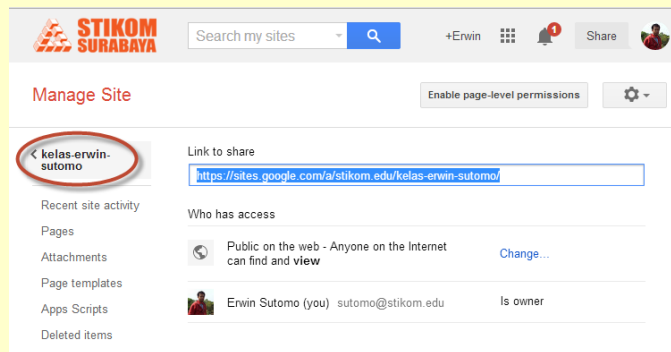 STIKOM
SURABAYA
Search my sites
+Erwin
1
Share
Manage Site
Enable page-level permissions
kelas-erwin-
sutomo
Link to share
https://sites.google.com/a/stikom.edu/kelas-erwin-sutomo/
Recent site activity
Who has access
Pages
Public on the web - Anyone on the Internet
can find and view
Change...
Attachments
Page templates
Erwin Sutomo (you) sutomo@stikom.edu
Is owner
Apps Scripts
Deleted items